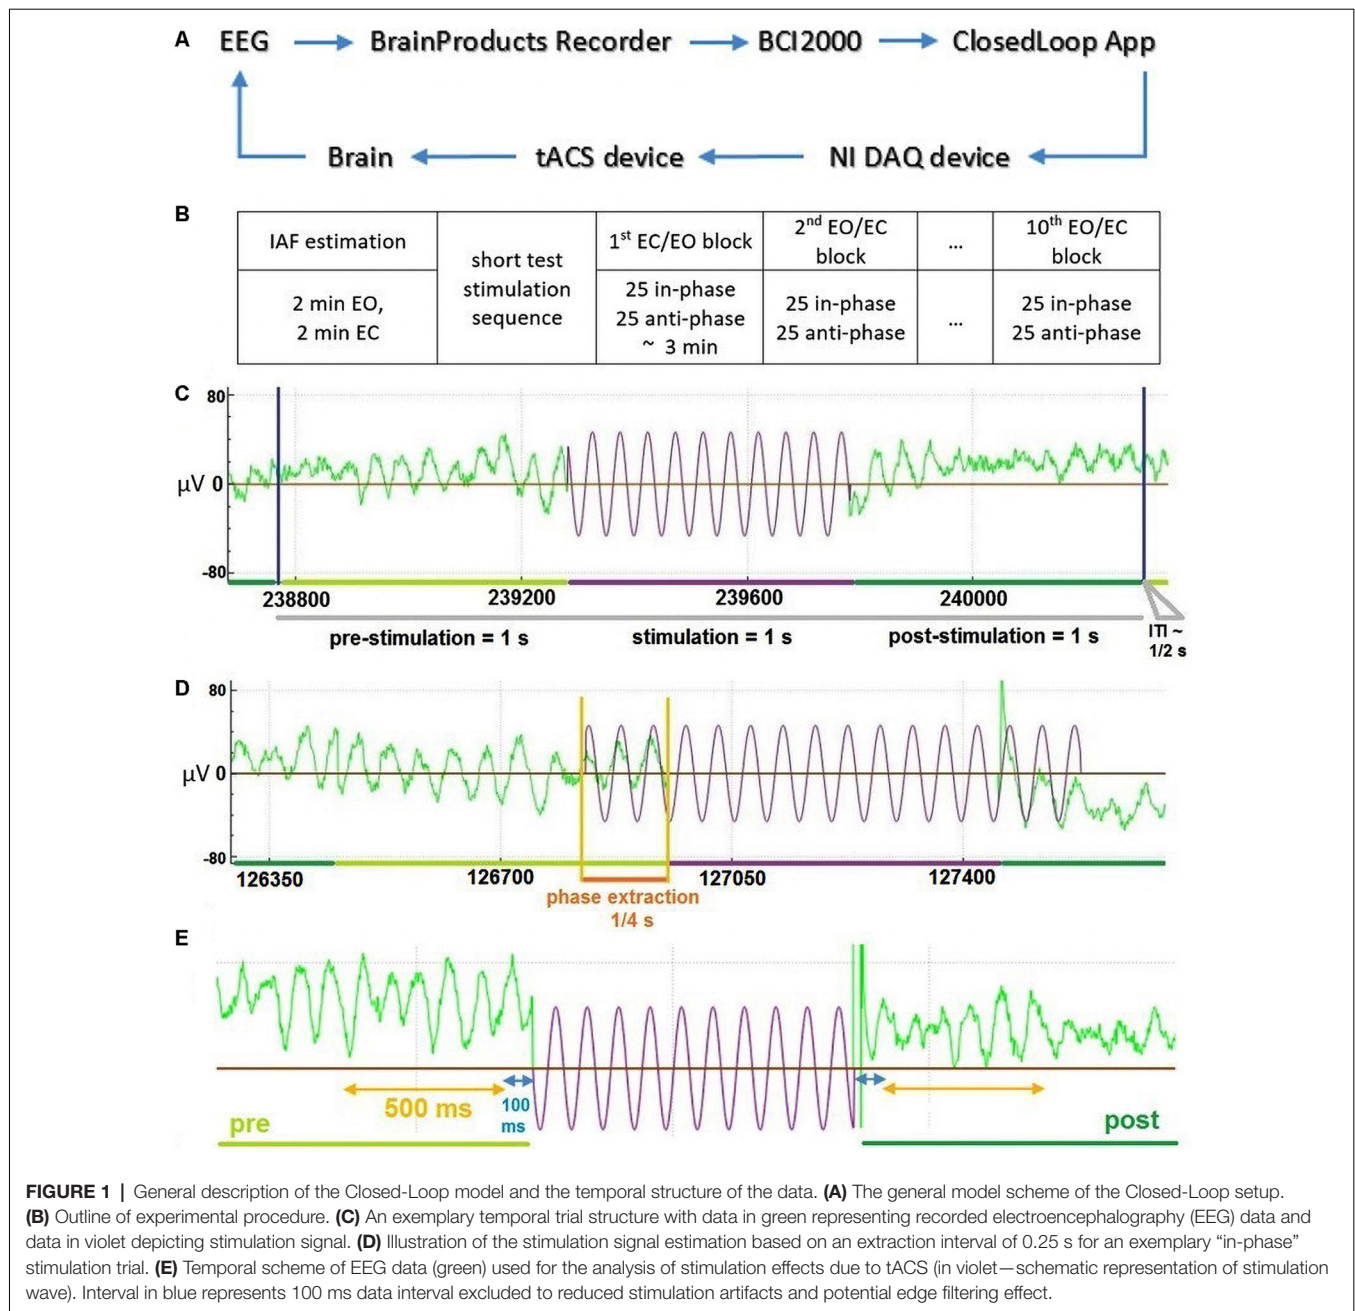 A EEG BrainProducts Recorder BCI2000 ClosedLoop App
Brain tACS device NI DAQ device
B
IAF estimation
2 min EO,
2 min EC
short test
stimulation
sequence
1st EC/EO block
25 in-phase
25 anti-phase
~ 3 min
2nd EO/EC
block
25 in-phase
25 anti-phase
...
...
10th EO/EC
block
25 in-phase
25 anti-phase
C
80
µV 0
-80
238800 239200 239600 240000
pre-stimulation = 1 s stimulation = 1 s post-stimulation = 1 s
ITI ~
1/2 s
D
80
µV 0
-80
126350 126700 127050 127400
phase extraction
1/4 s
E
500 ms
100
ms
pre
post
FIGURE 1 | General description of the Closed-Loop model and the temporal structure of the data. (A) The general model scheme of the Closed-Loop setup.
(B) Outline of experimental procedure. (C) An exemplary temporal trial structure with data in green representing recorded electroencephalography (EEG) data and
data in violet depicting stimulation signal. (D) Illustration of the stimulation signal estimation based on an extraction interval of 0.25 s for an exemplary “in-phase”
stimulation trial. (E) Temporal scheme of EEG data (green) used for the analysis of stimulation effects due to tACS (in violet—schematic representation of stimulation
wave). Interval in blue represents 100 ms data interval excluded to reduced stimulation artifacts and potential edge filtering effect.